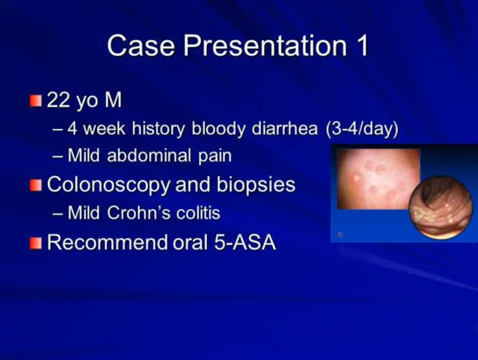 Case Presentation 1
22 yo M
– 4 week history bloody diarrhea (3-4/day)
– Mild abdominal pain
Colonoscopy and biopsies
– Mild Crohn's colitis
Recommend oral 5-ASA